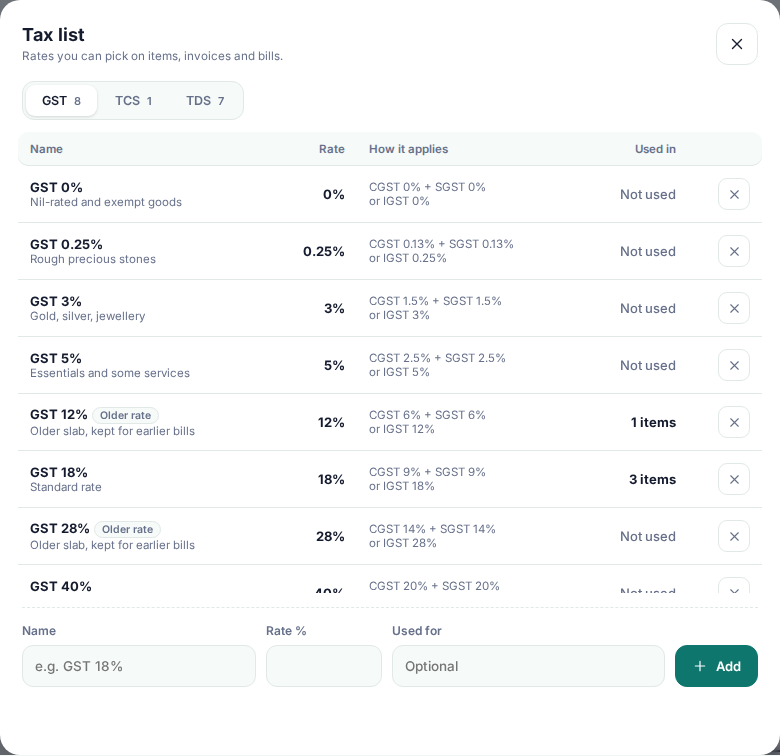 Tax list
Rates you can pick on items, invoices and bills.
GST 8 TCS 1 TDS 7
Name Rate How it applies Used in
GST 0% 0% CGST 0% + SGST 0% Not used
Nil-rated and exempt goods or IGST 0%
GST 0.25% 0.25% CGST 0.13% + SGST 0.13% Not used
Rough precious stones or IGST 0.25%
GST 3% 3% CGST 1.5% + SGST 1.5% Not used
Gold, silver, jewellery or IGST 3%
GST 5% 5% CGST 2.5% + SGST 2.5% Not used
Essentials and some services or IGST 5%
GST 12% Older rate 12% CGST 6% + SGST 6% 1 items
Older slab, kept for earlier bills or IGST 12%
GST 18% 18% CGST 9% + SGST 9% 3 items
Standard rate or IGST 18%
GST 28% Older rate 28% CGST 14% + SGST 14% Not used
Older slab, kept for earlier bills or IGST 28%
GST 40% 40% CGST 20% + SGST 20% Not used
Name Rate % Used for
e.g. GST 18% Optional + Add